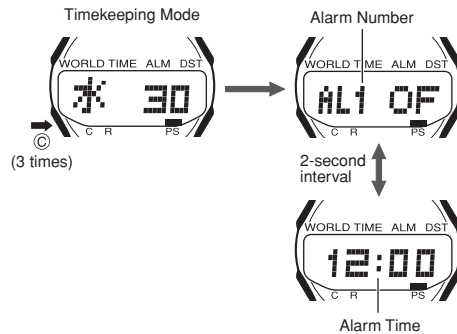 Timekeeping Mode
WORLD TIME ALM DST
木 30
C R PS
Ⓒ
(3 times)
Alarm Number
WORLD TIME ALM DST
AL1 OF
C R PS
2-second
interval
WORLD TIME ALM DST
12:00
C R PS
Alarm Time